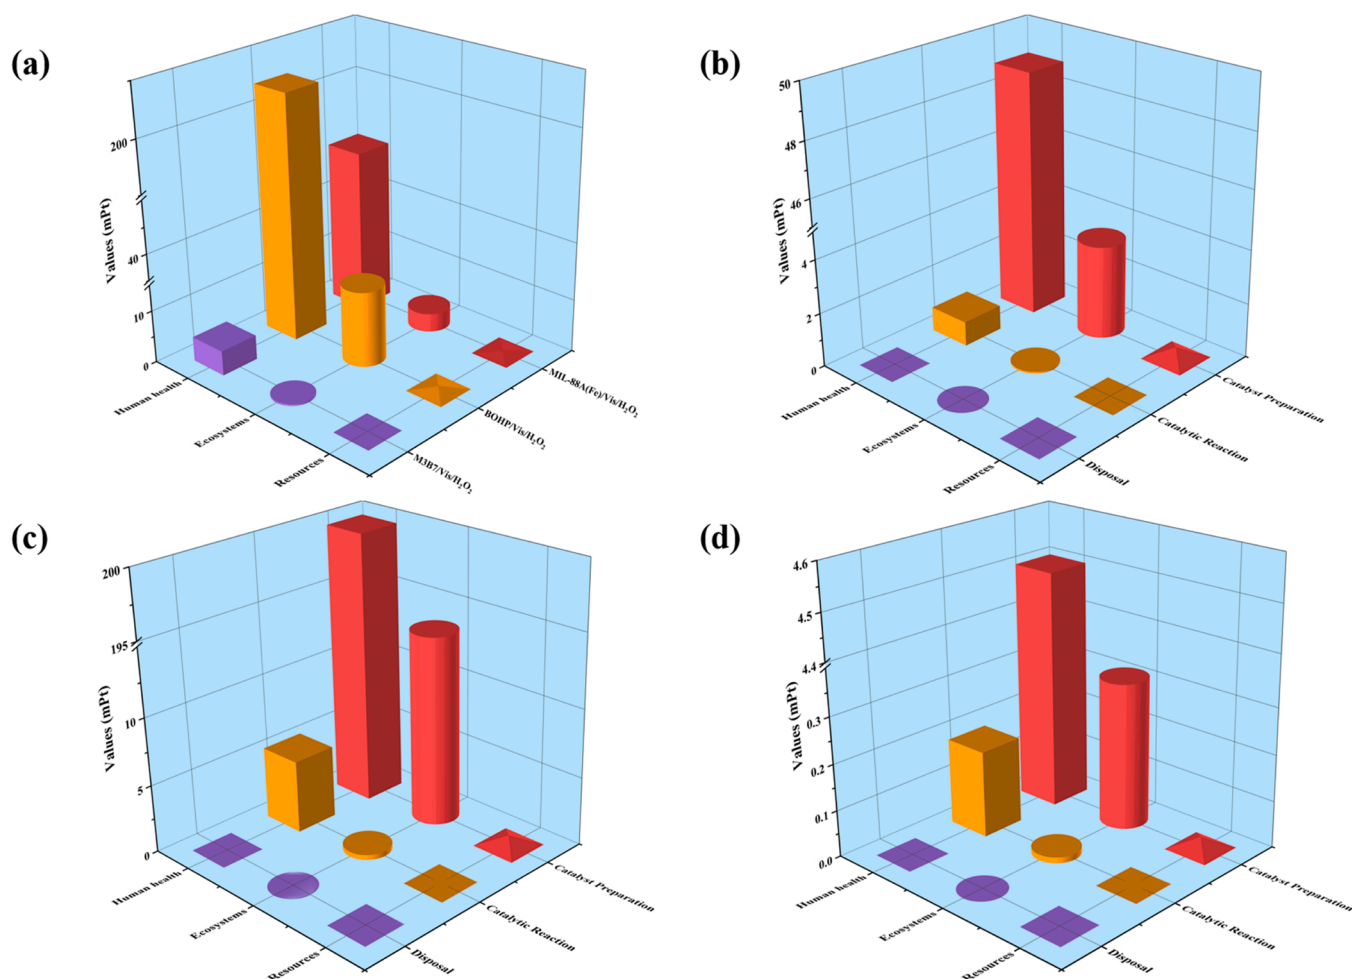 (a)
200
40
10
0
Values (mPt)
Human health
Ecosystems
Resources
M3B7/Vis/H₂O₂
BOHP/Vis/H₂O₂
MIL-88A(Fe)/Vis/H₂O₂
(b)
50
48
46
4
2
0
Values (mPt)
Human health
Ecosystems
Resources
Disposal
Catalytic Reaction
Catalyst Preparation
(c)
200
195
10
5
0
Values (mPt)
Human health
Ecosystems
Resources
Disposal
Catalytic Reaction
Catalyst Preparation
(d)
4.6
4.5
4.4
0.3
0.2
0.1
0.0
Values (mPt)
Human health
Ecosystems
Resources
Disposal
Catalytic Reaction
Catalyst Preparation